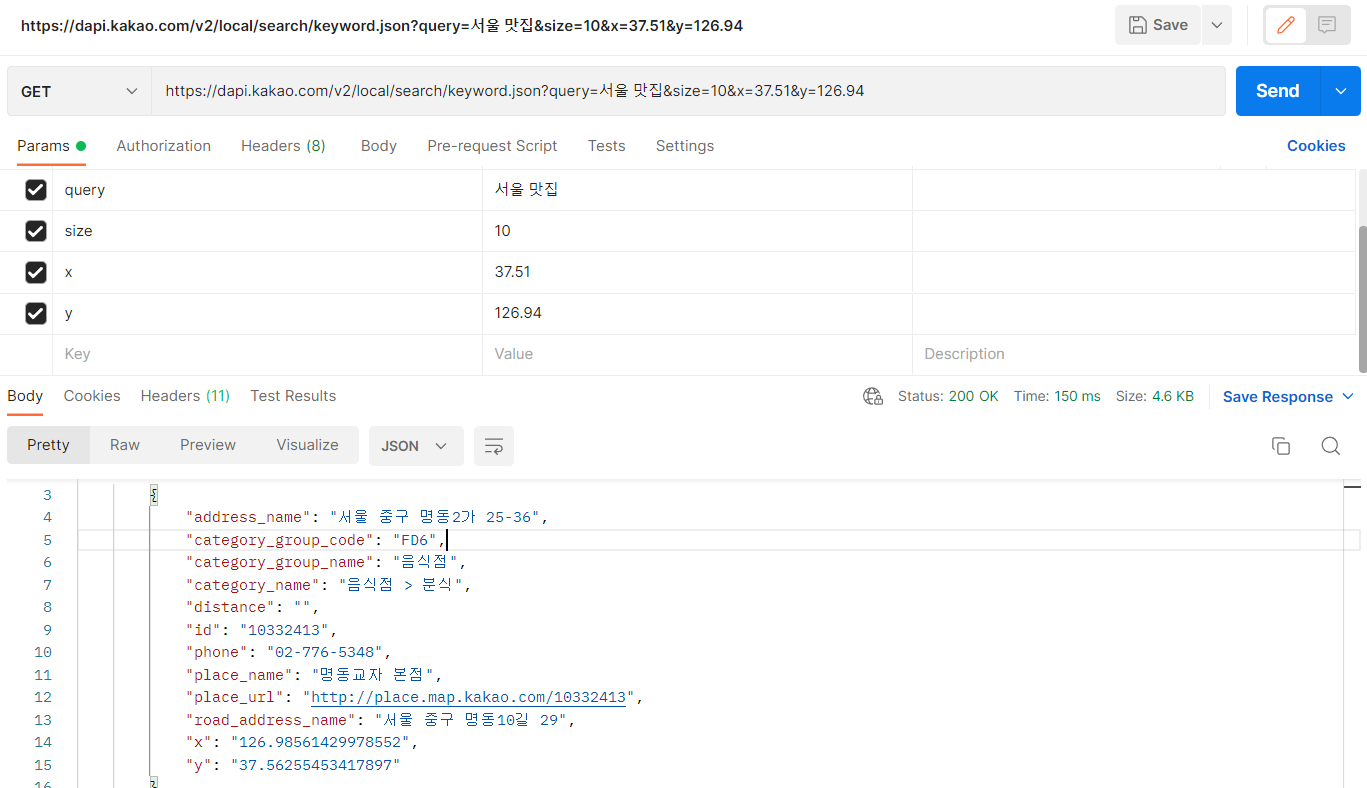 https://dapi.kakao.com/v2/local/search/keyword.json?query=서울 맛집&size=10&x=37.51&y=126.94 Save
GET https://dapi.kakao.com/v2/local/search/keyword.json?query=서울 맛집&size=10&x=37.51&y=126.94 Send
Params Authorization Headers (8) Body Pre-request Script Tests Settings Cookies
query 서울 맛집
size 10
x 37.51
y 126.94
Key Value Description
Body Cookies Headers (11) Test Results Status: 200 OK Time: 150 ms Size: 4.6 KB Save Response
Pretty Raw Preview Visualize JSON
3 {
4 "address_name": "서울 중구 명동2가 25-36",
5 "category_group_code": "FD6",
6 "category_group_name": "음식점",
7 "category_name": "음식점 > 분식",
8 "distance": "",
9 "id": "10332413",
10 "phone": "02-776-5348",
11 "place_name": "명동교자 본점",
12 "place_url": "http://place.map.kakao.com/10332413",
13 "road_address_name": "서울 중구 명동10길 29",
14 "x": "126.98561429978552",
15 "y": "37.56255453417897"
16 }